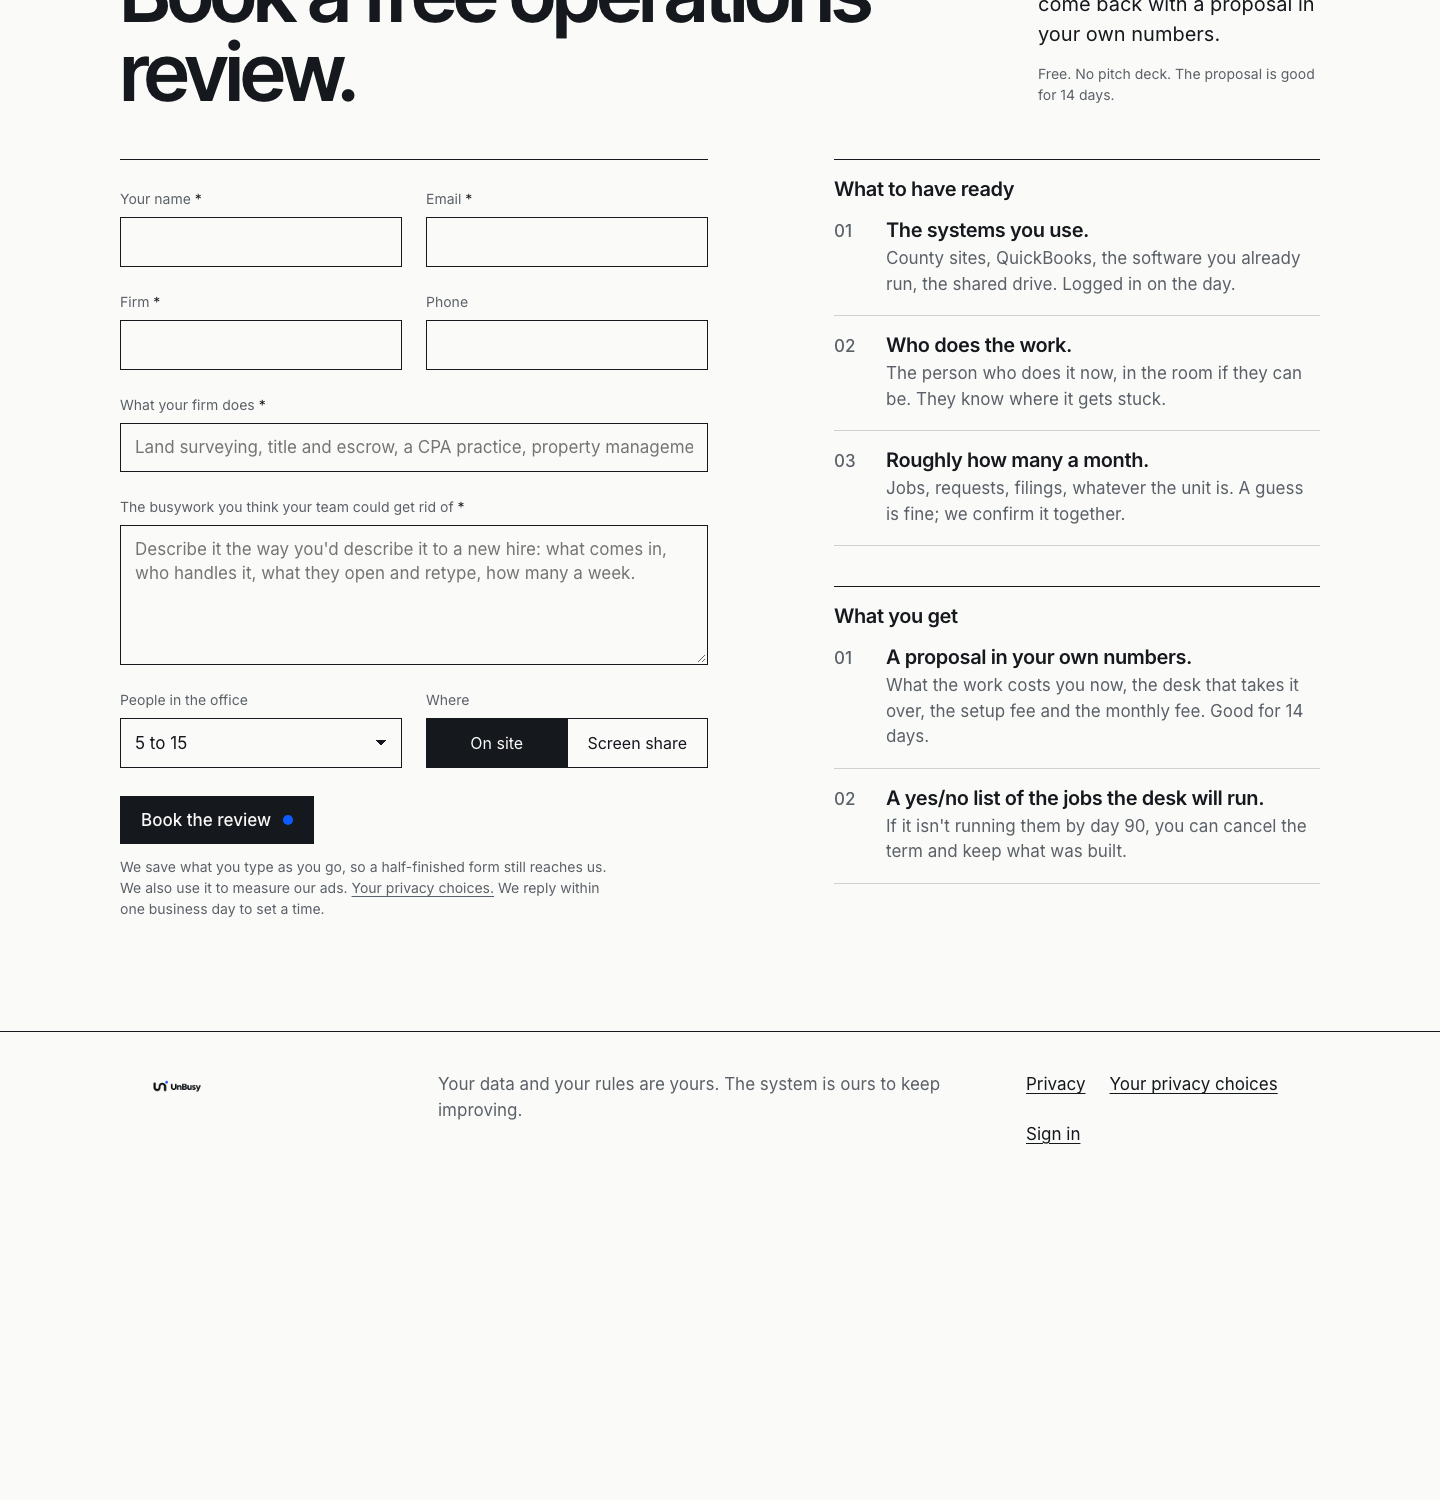 Book a free operations
review.
come back with a proposal in
your own numbers.
Free. No pitch deck. The proposal is good
for 14 days.
Your name *
Email *
Firm *
Phone
What your firm does *
Land surveying, title and escrow, a CPA practice, property manageme
The busywork you think your team could get rid of *
Describe it the way you'd describe it to a new hire: what comes in,
who handles it, what they open and retype, how many a week.
People in the office
Where
5 to 15
On site
Screen share
Book the review
We save what you type as you go, so a half-finished form still reaches us.
We also use it to measure our ads. Your privacy choices. We reply within
one business day to set a time.
What to have ready
01
The systems you use.
County sites, QuickBooks, the software you already
run, the shared drive. Logged in on the day.
02
Who does the work.
The person who does it now, in the room if they can
be. They know where it gets stuck.
03
Roughly how many a month.
Jobs, requests, filings, whatever the unit is. A guess
is fine; we confirm it together.
What you get
01
A proposal in your own numbers.
What the work costs you now, the desk that takes it
over, the setup fee and the monthly fee. Good for 14
days.
02
A yes/no list of the jobs the desk will run.
If it isn't running them by day 90, you can cancel the
term and keep what was built.
UnBusy
Your data and your rules are yours. The system is ours to keep
improving.
Privacy
Your privacy choices
Sign in